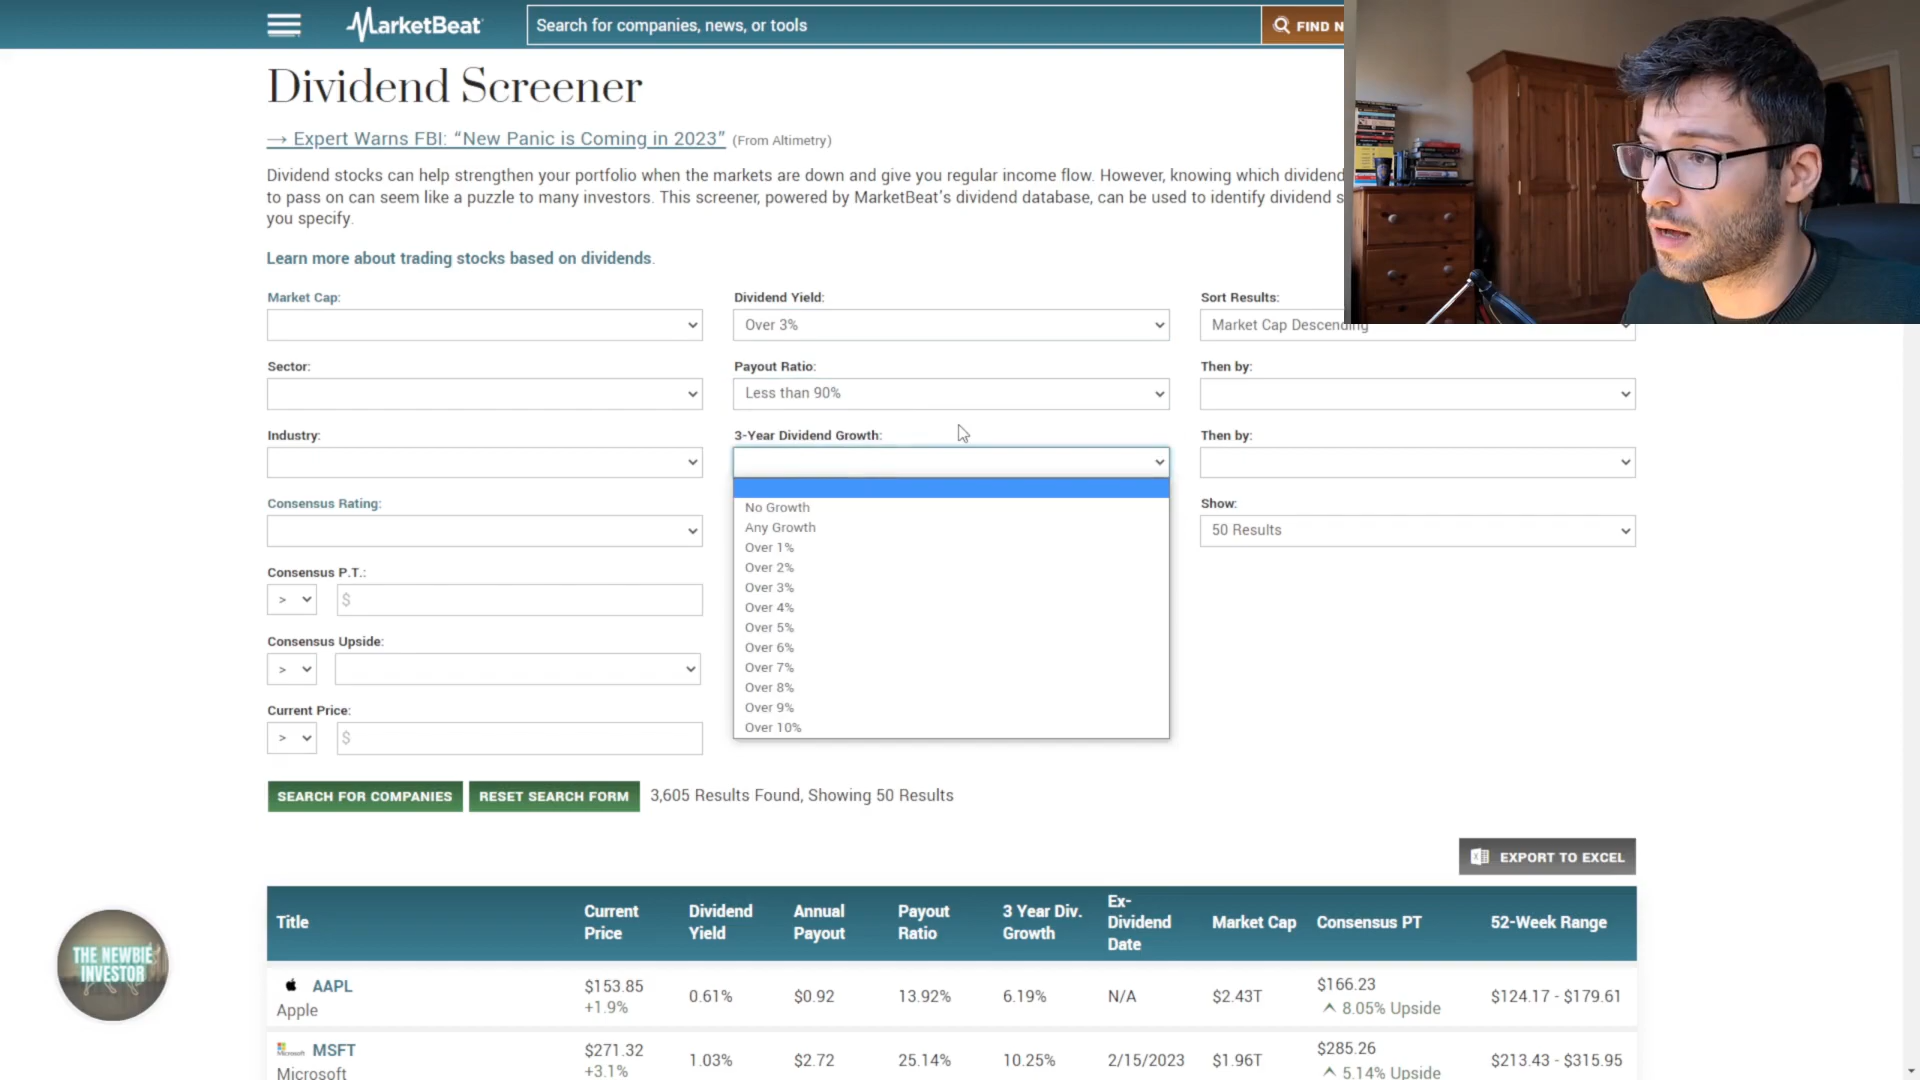 MarketBeat
Search for companies, news, or tools
FIND N
Dividend Screener
→ Expert Warns FBI: “New Panic is Coming in 2023” (From Altimetry)
Dividend stocks can help strengthen your portfolio when the markets are down and give you regular income flow. However, knowing which dividend
to pass on can seem like a puzzle to many investors. This screener, powered by MarketBeat's dividend database, can be used to identify dividend s
you specify.
Learn more about trading stocks based on dividends.
Market Cap:
Dividend Yield:
Sort Results:
Over 3%
Market Cap Descending
Sector:
Payout Ratio:
Then by:
Less than 90%
Industry:
3-Year Dividend Growth:
Then by:
No Growth
Any Growth
Over 1%
Over 2%
Over 3%
Over 4%
Over 5%
Over 6%
Over 7%
Over 8%
Over 9%
Over 10%
Consensus Rating:
Show:
50 Results
Consensus P.T.:
> $
Consensus Upside:
>
Current Price:
> $
SEARCH FOR COMPANIES
RESET SEARCH FORM
3,605 Results Found, Showing 50 Results
EXPORT TO EXCEL
Title
Current
Price
Dividend
Yield
Annual
Payout
Payout
Ratio
3 Year Div.
Growth
Ex-
Dividend
Date
Market Cap
Consensus PT
52-Week Range
AAPL
Apple
$153.85
+1.9%
0.61%
$0.92
13.92%
6.19%
N/A
$2.43T
$166.23
8.05% Upside
$124.17 - $179.61
Microsoft
MSFT
Microsoft
$271.32
+3.1%
1.03%
$2.72
25.14%
10.25%
2/15/2023
$1.96T
$285.26
5.14% Upside
$213.43 - $315.95
THE NEWBIE
INVESTOR